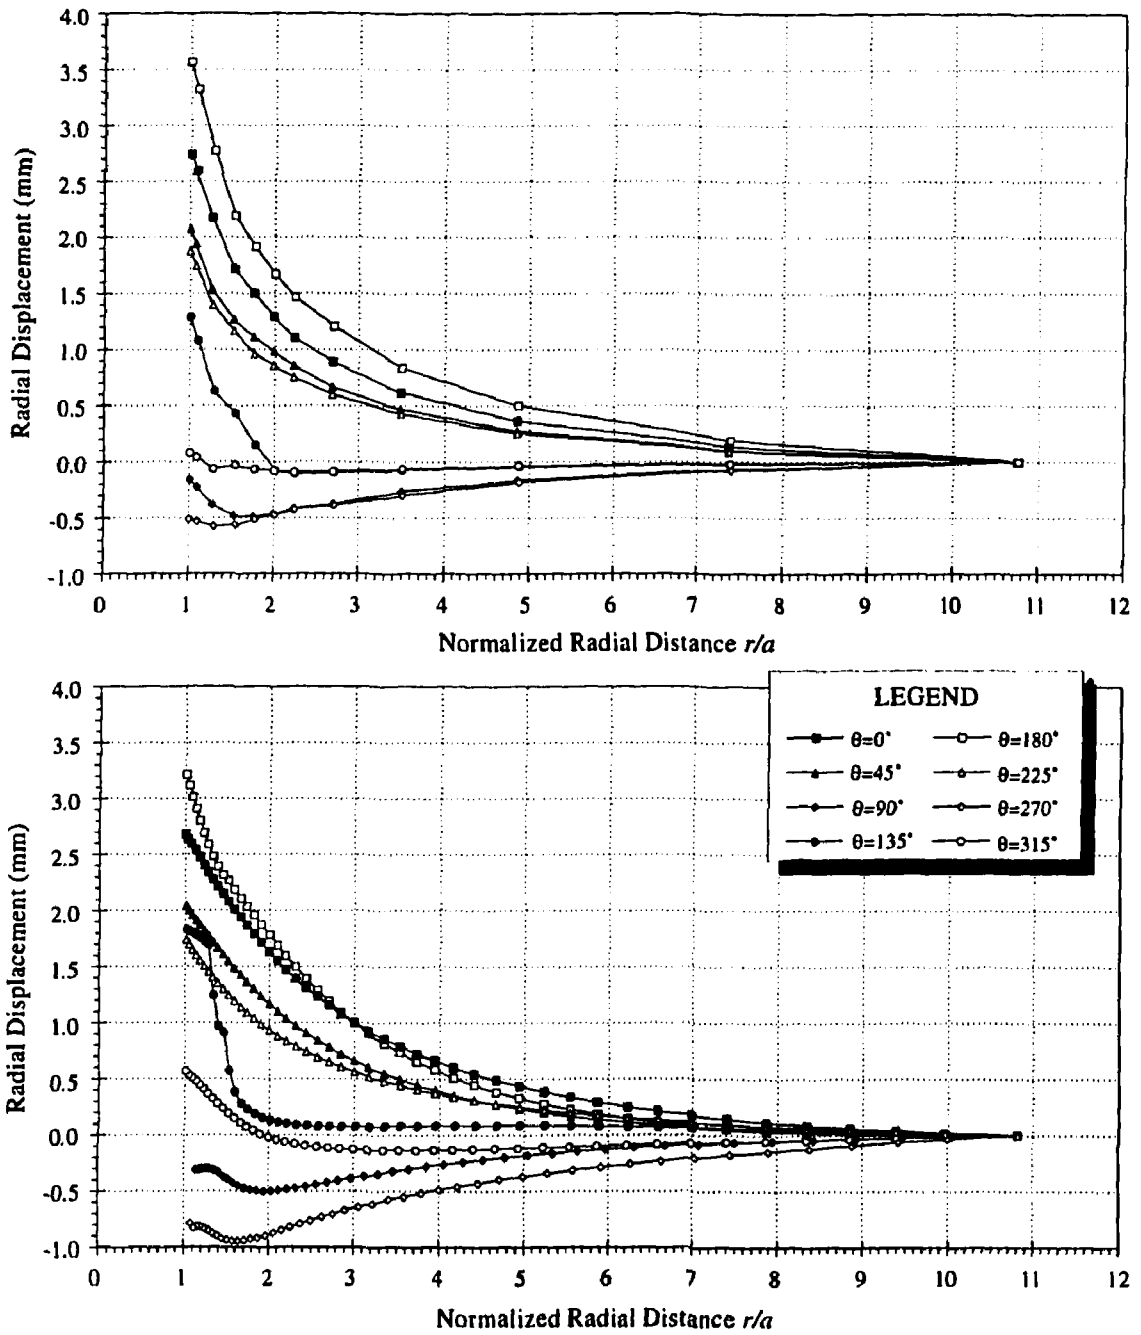 4.0
3.5
3.0
2.5
2.0
1.5
1.0
0.5
0.0
-0.5
-1.0
Radial Displacement (mm)
0 1 2 3 4 5 6 7 8 9 10 11 12
Normalized Radial Distance r/a
4.0
3.5
3.0
2.5
2.0
1.5
1.0
0.5
0.0
-0.5
-1.0
Radial Displacement (mm)
LEGEND
θ=0° θ=180°
θ=45° θ=225°
θ=90° θ=270°
θ=135° θ=315°
0 1 2 3 4 5 6 7 8 9 10 11 12
Normalized Radial Distance r/a